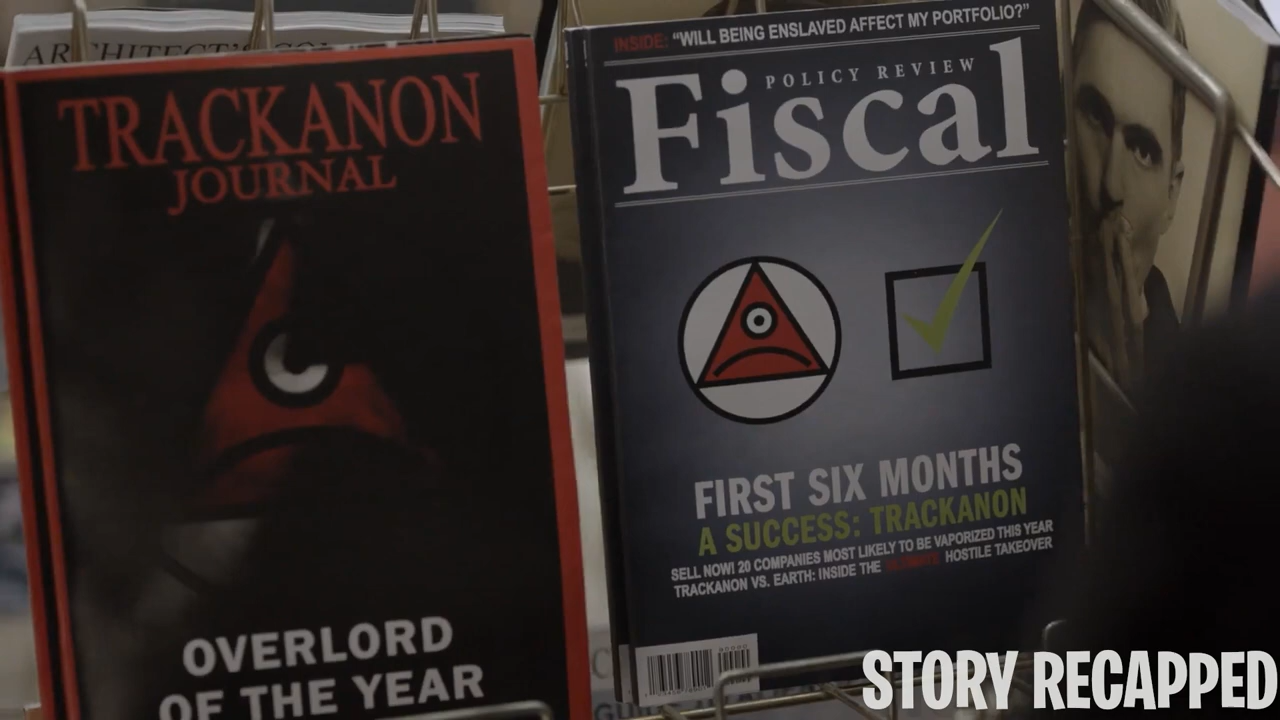 ARCHITECT'S
TRACKANON
JOURNAL
OVERLORD
OF THE YEAR
INSIDE: "WILL BEING ENSLAVED AFFECT MY PORTFOLIO?"
POLICY REVIEW
Fiscal
FIRST SIX MONTHS
A SUCCESS: TRACKANON
SELL NOW! 20 COMPANIES MOST LIKELY TO BE VAPORIZED THIS YEAR
TRACKANON VS. EARTH: INSIDE THE ULTIMATE HOSTILE TAKEOVER
STORY RECAPPED